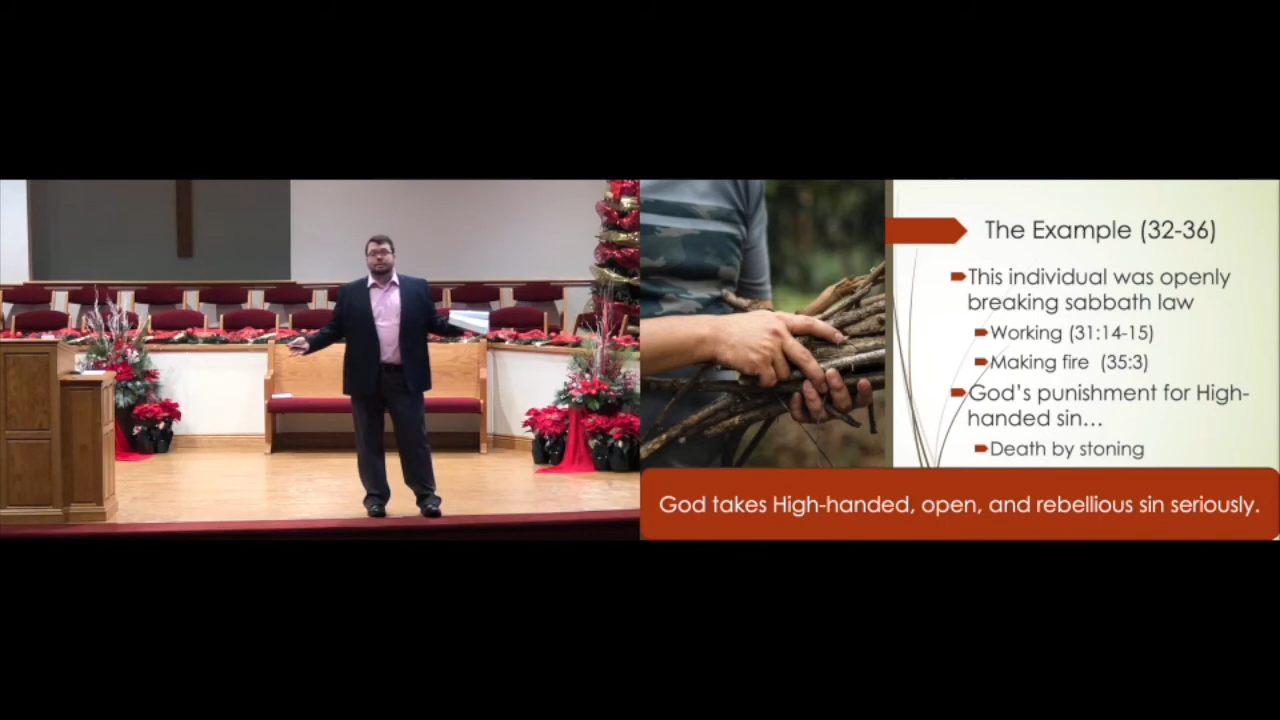 The Example (32-36)
This individual was openly
breaking sabbath law
Working (31:14-15)
Making fire (35:3)
God's punishment for High-
handed sin...
Death by stoning
God takes High-handed, open, and rebellious sin seriously.